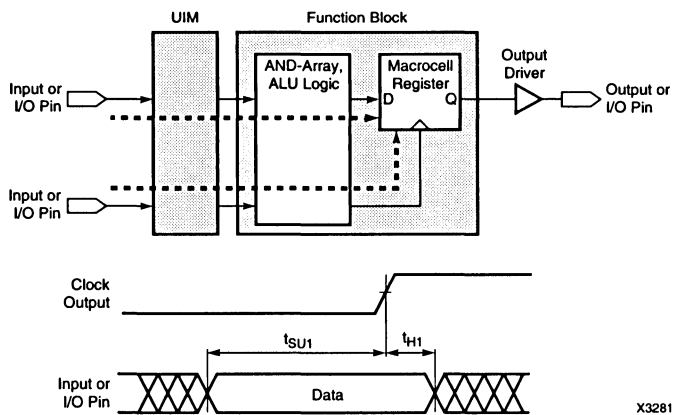 UIM
Function Block
Input or
I/O Pin
AND-Array,
ALU Logic
Macrocell
Register
D
Q
Output
Driver
Output or
I/O Pin
Input or
I/O Pin
Clock
Output
tSU1
tH1
Input or
I/O Pin
Data
X3281